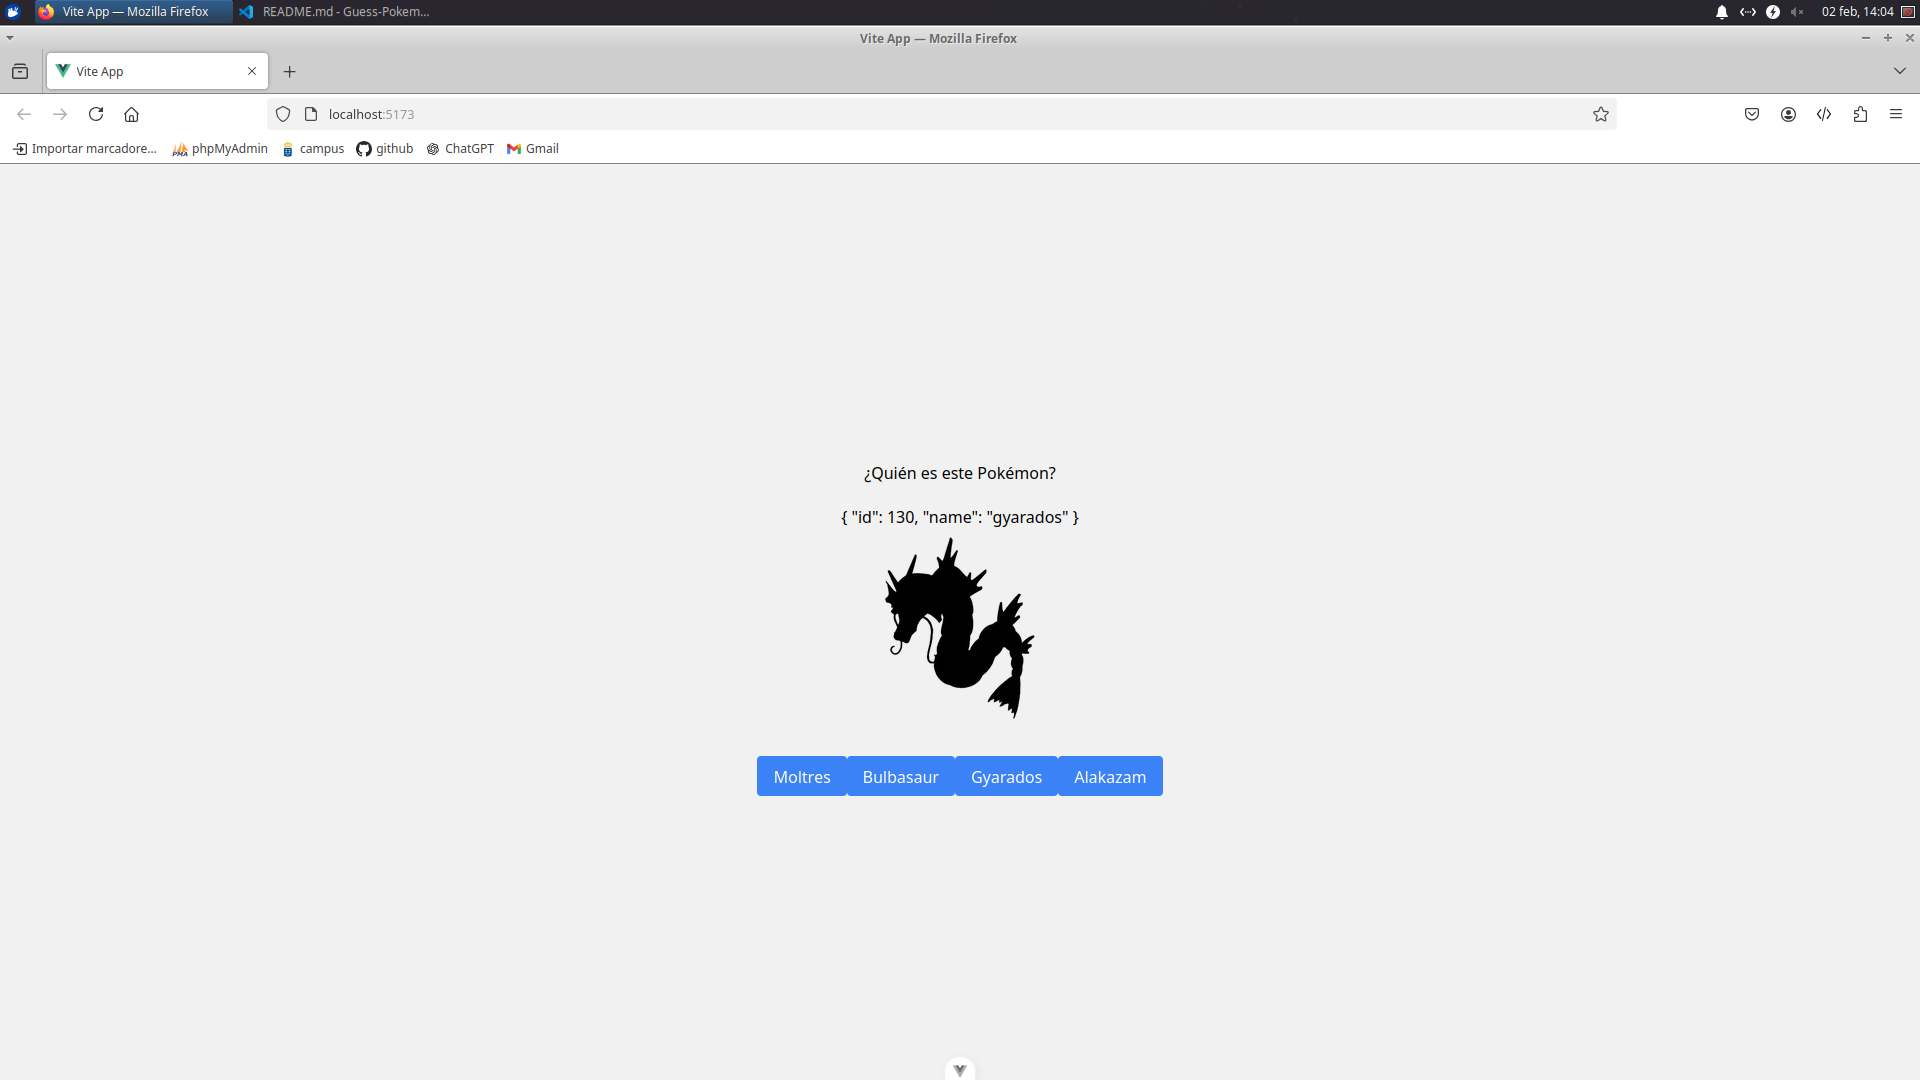 Vite App — Mozilla Firefox
README.md - Guess-Pokem...
02 feb, 14:04
Vite App — Mozilla Firefox
Vite App
localhost:5173
Importar marcadore...
phpMyAdmin
campus
github
ChatGPT
Gmail
¿Quién es este Pokémon?
{ "id": 130, "name": "gyarados" }
Moltres
Bulbasaur
Gyarados
Alakazam